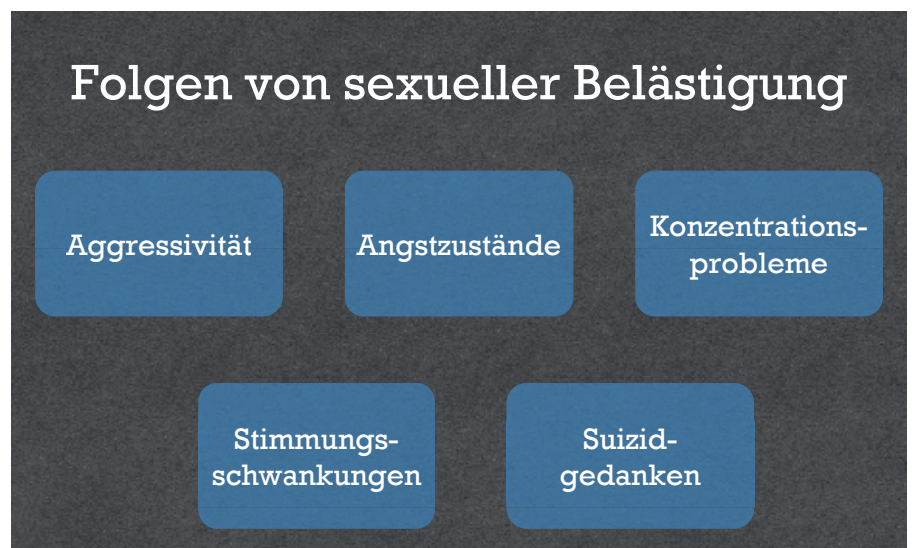 Folgen von sexueller Belästigung
Aggressivität
Angstzustände
Konzentrations-
probleme
Stimmungs-
schwankungen
Suizid-
gedanken